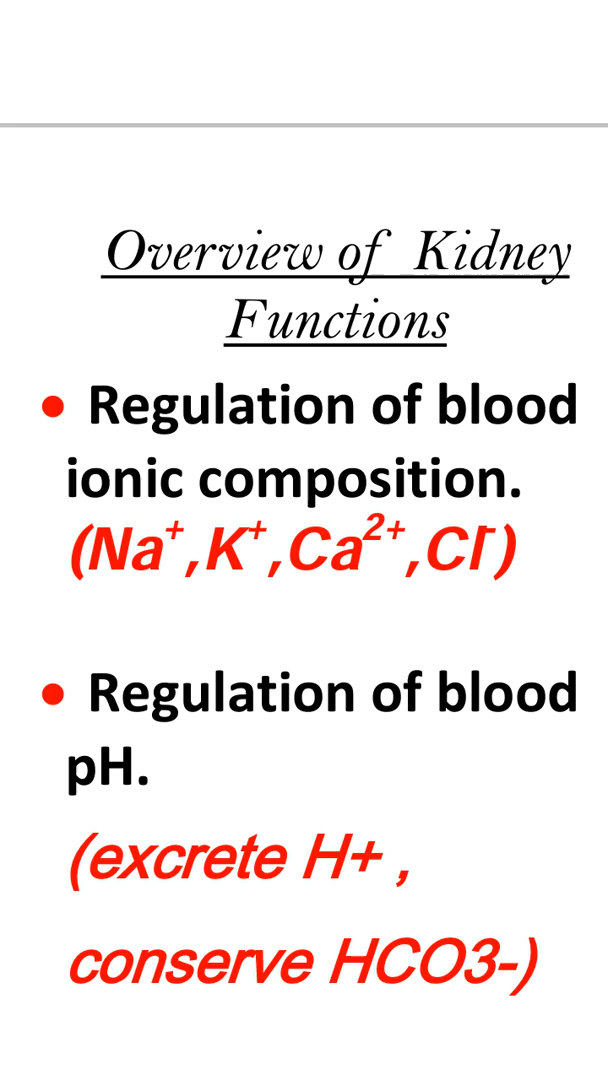 Overview of Kidney
Functions
• Regulation of blood
ionic composition.
(Na⁺,K⁺,Ca²⁺,Cl⁻)
• Regulation of blood
pH.
(excrete H+ ,
conserve HCO3-)